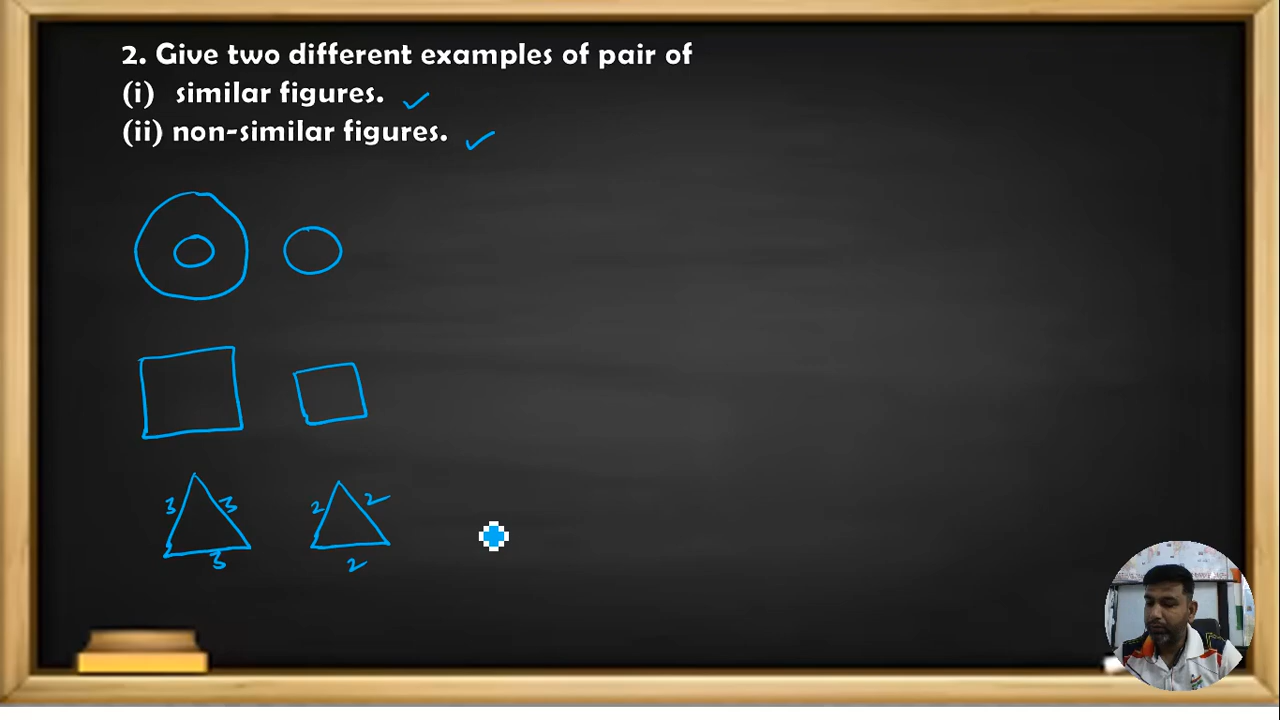 2. Give two different examples of pair of
(i) similar figures.
(ii) non-similar figures.
3 3 2 2
3 2